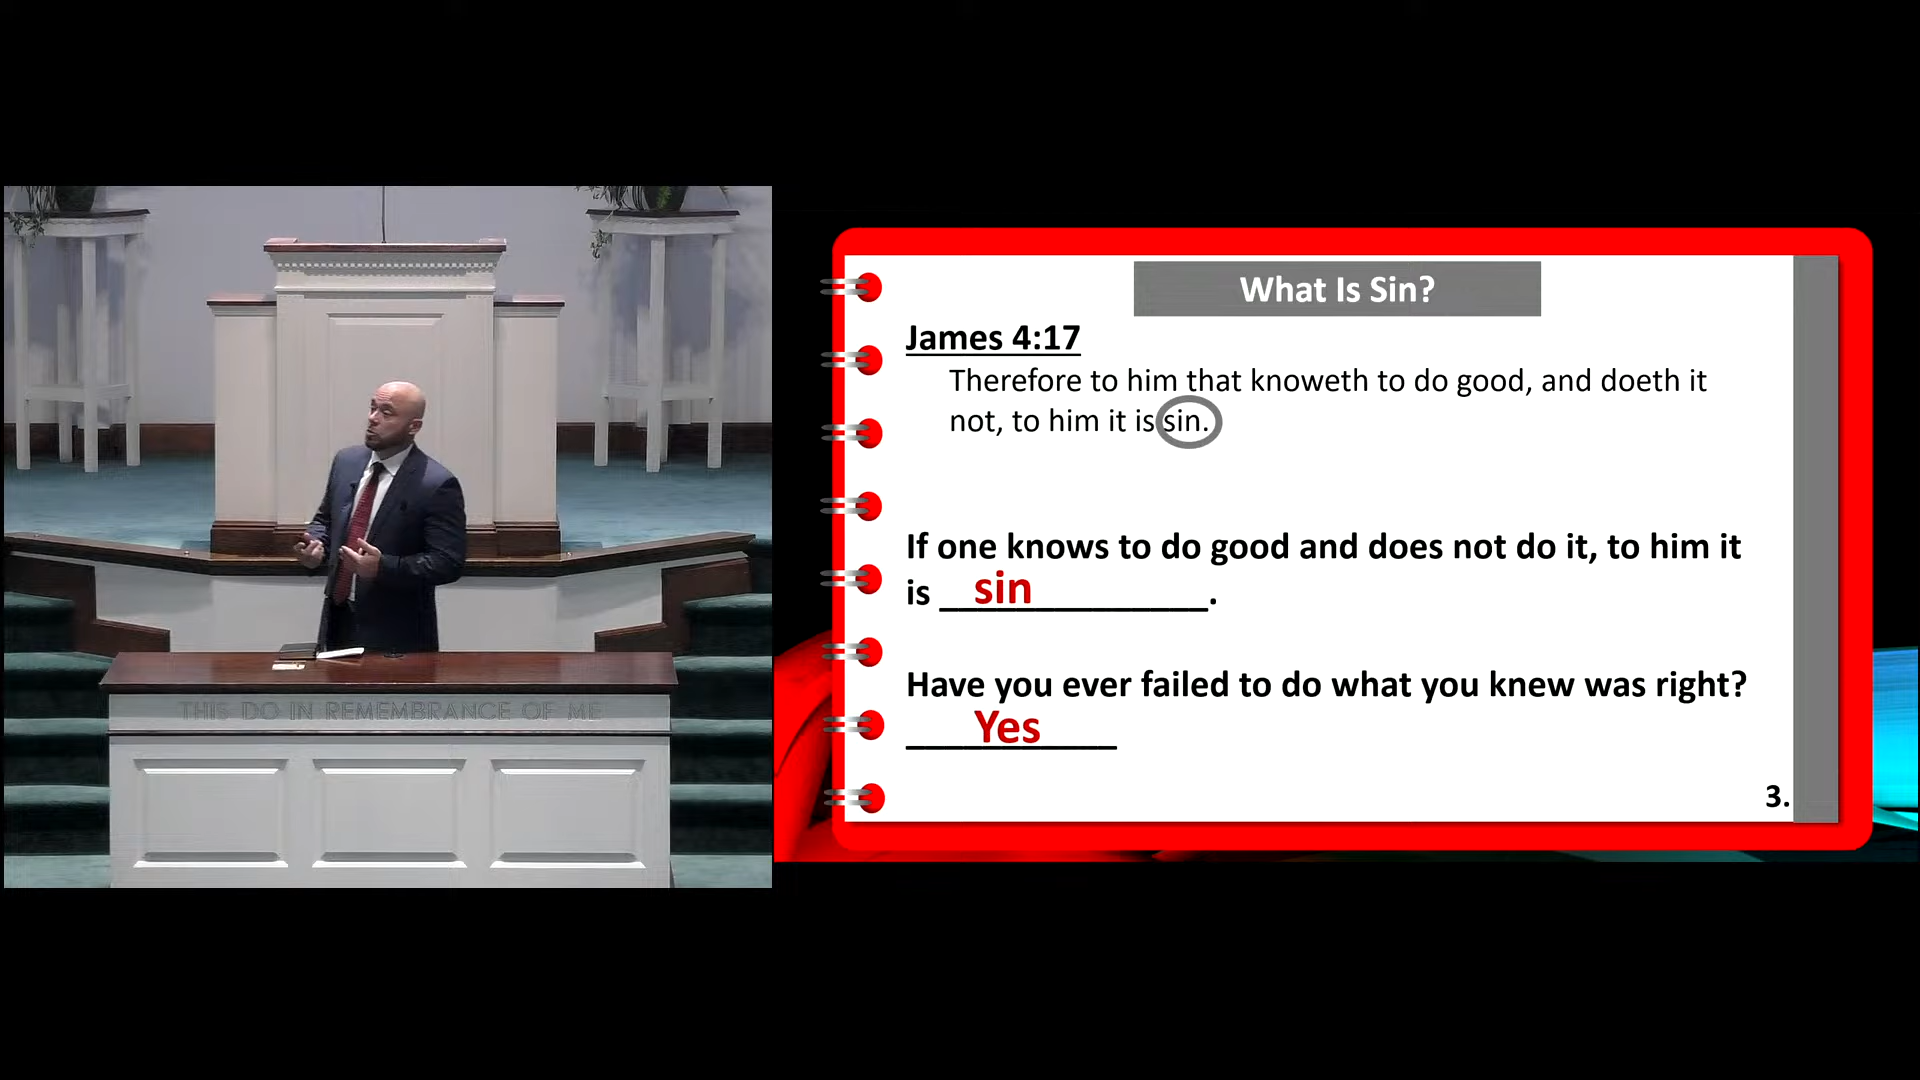 THIS DO IN REMEMBRANCE OF ME
What Is Sin?
James 4:17
Therefore to him that knoweth to do good, and doeth it
not, to him it is sin.
If one knows to do good and does not do it, to him it
is sin.
Have you ever failed to do what you knew was right?
Yes
3.